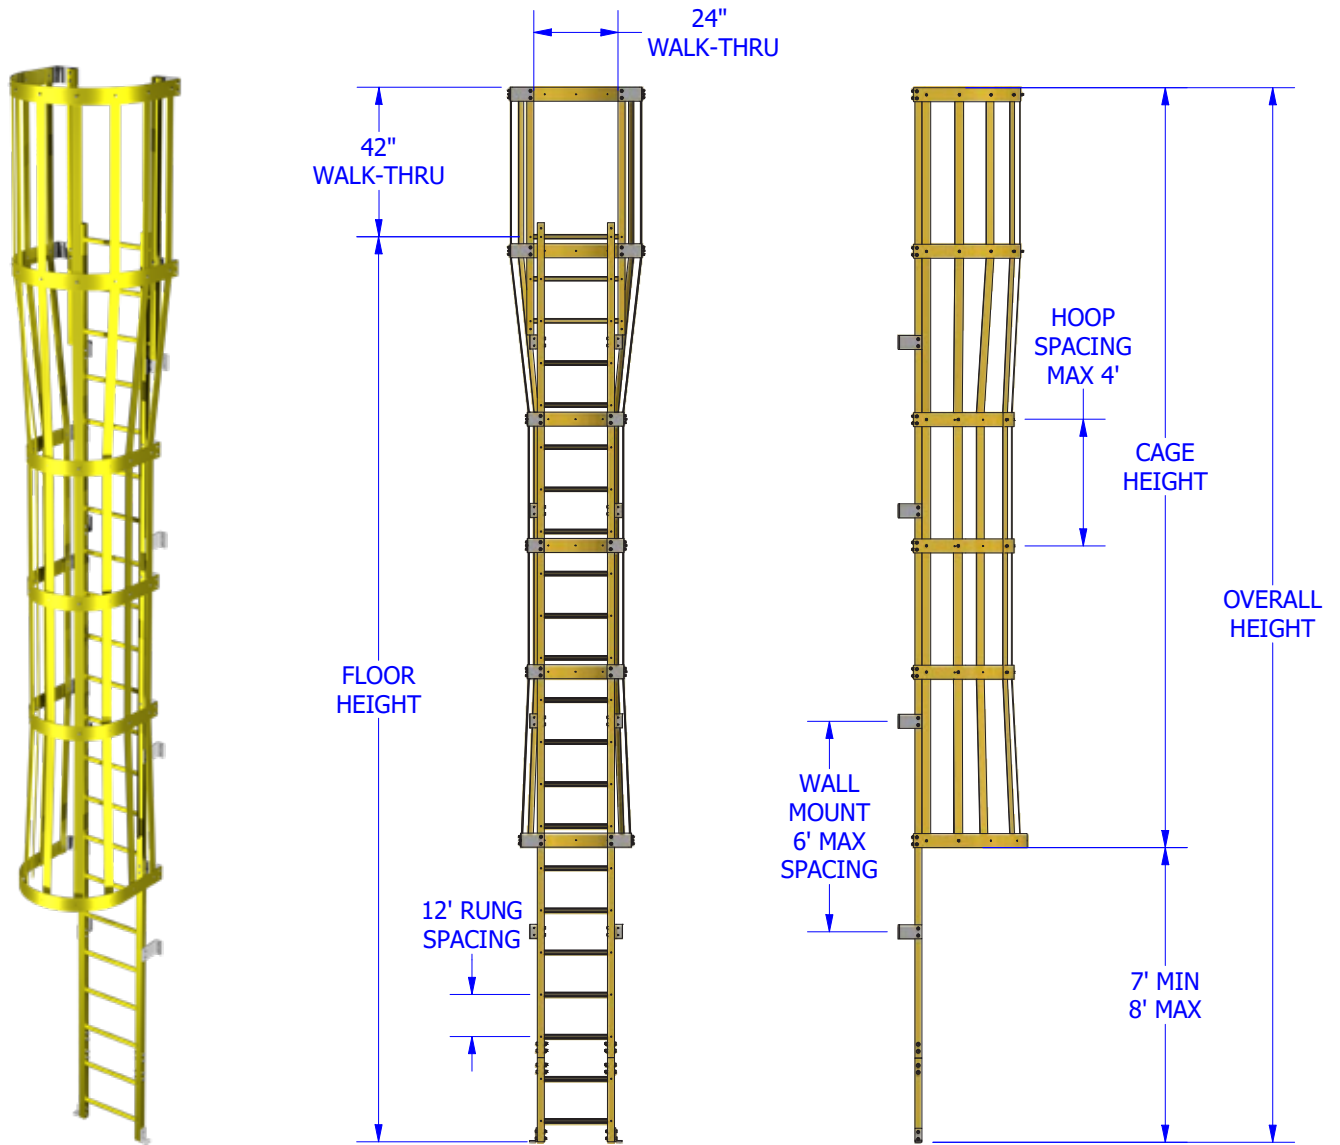 24"
WALK-THRU
42"
WALK-THRU
HOOP
SPACING
MAX 4'
CAGE
HEIGHT
OVERALL
HEIGHT
FLOOR
HEIGHT
WALL
MOUNT
6' MAX
SPACING
12' RUNG
SPACING
7' MIN
8' MAX